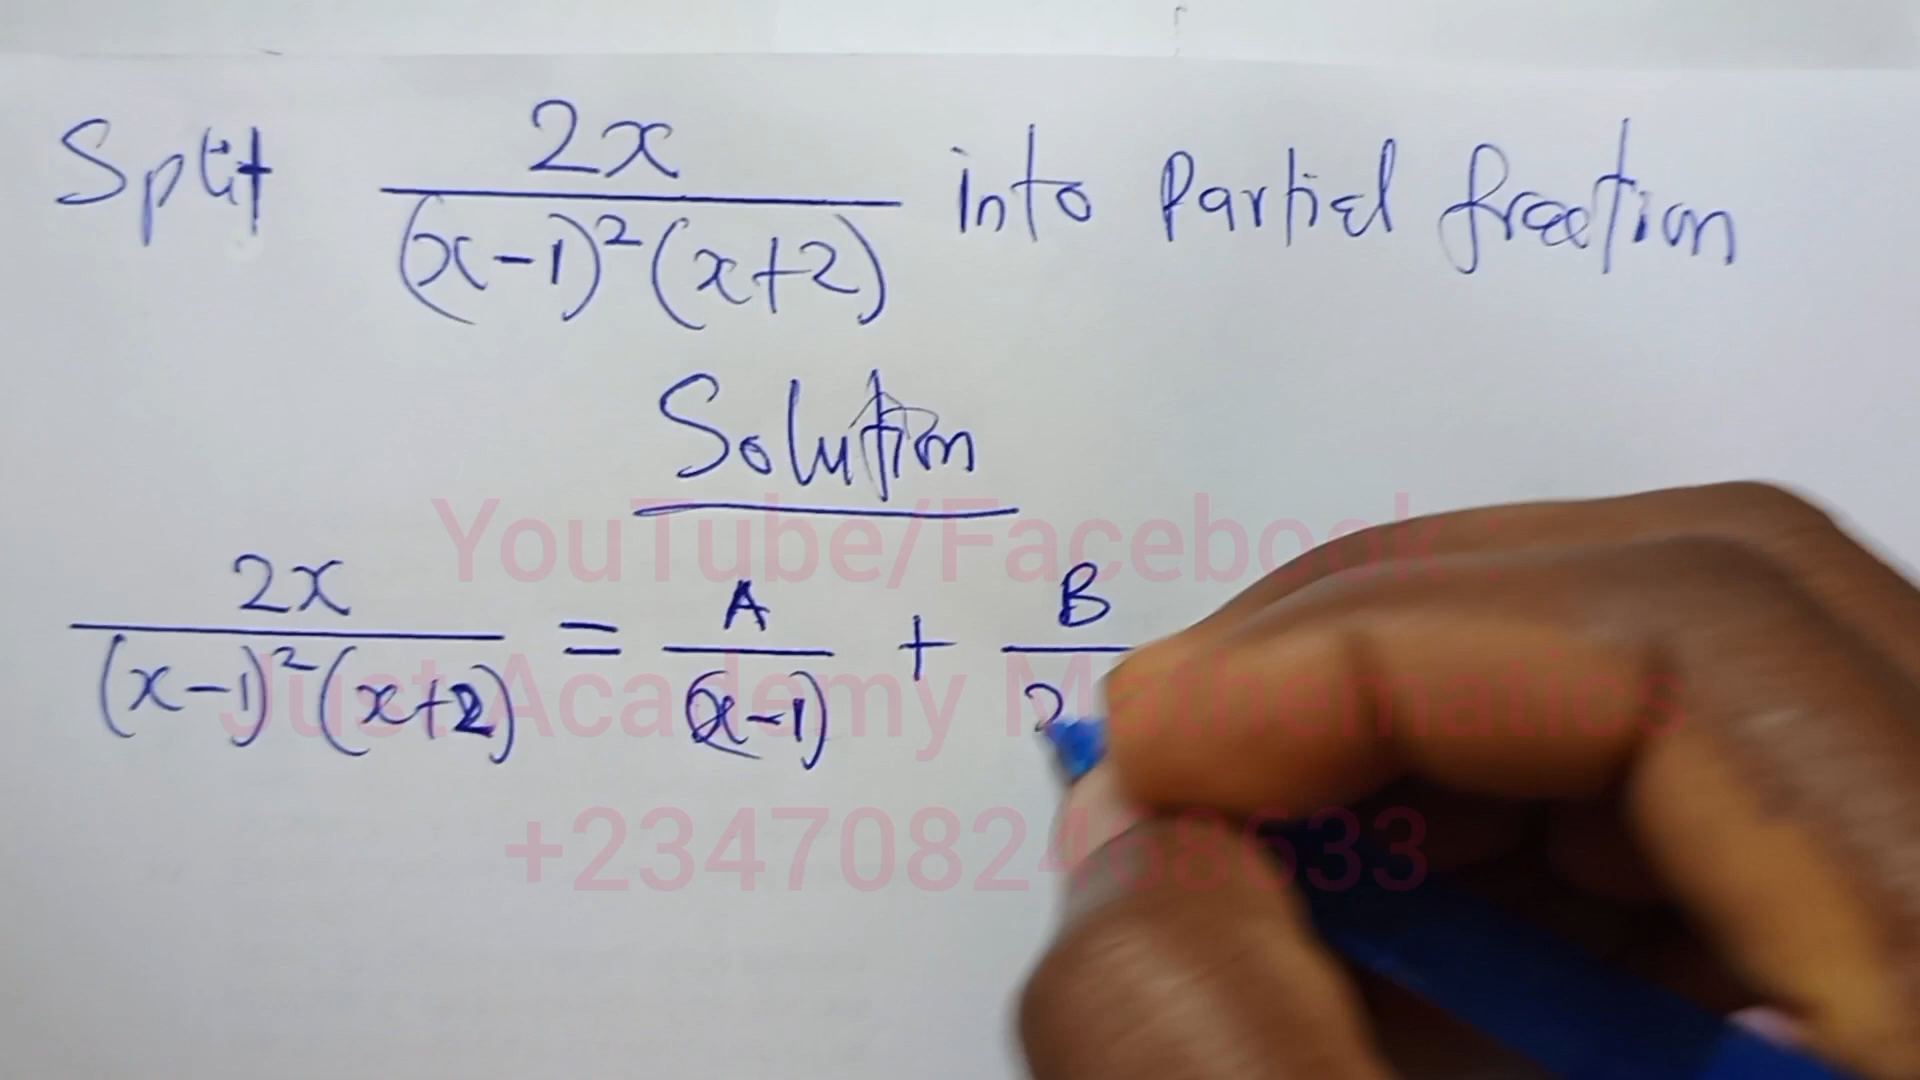 Split 2x/(x-1)²(x+2) into Partial fraction
Solution
YouTube/Facebook :
2x/(x-1)²(x+2) = A/(x-1) + B/
Just Academy Mathematics
+2347082468633